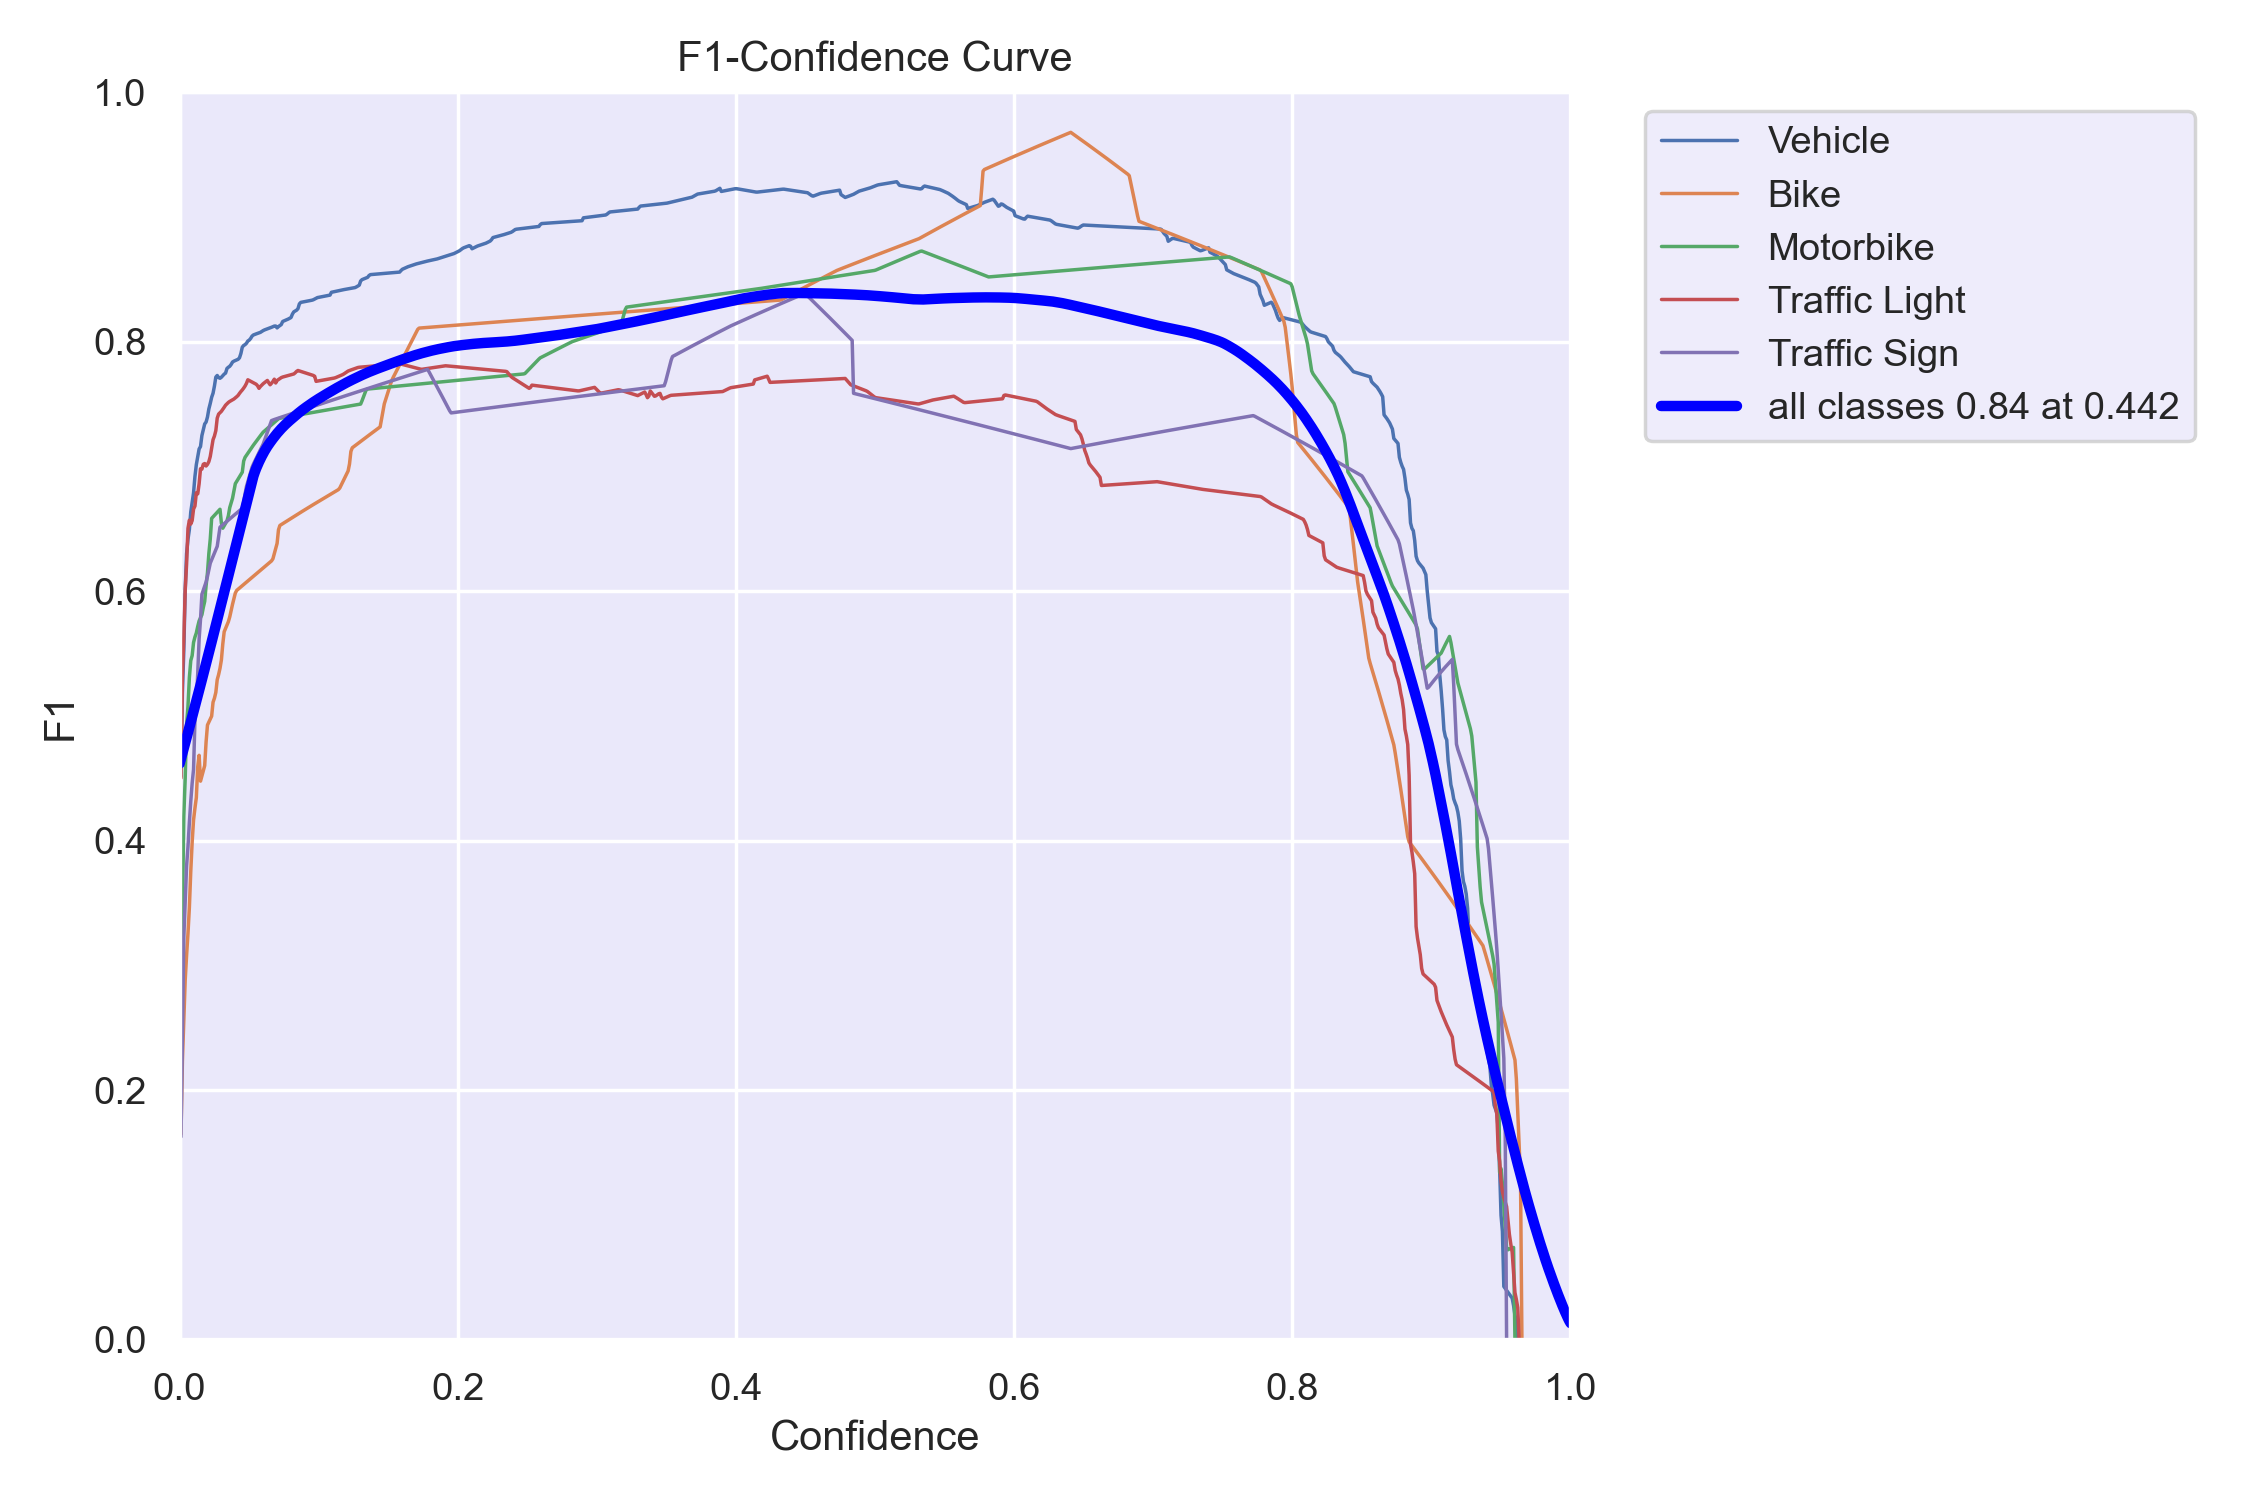 F1-Confidence Curve
1.0
0.8
0.6
0.4
0.2
0.0
F1
0.0 0.2 0.4 0.6 0.8 1.0
Confidence
Vehicle
Bike
Motorbike
Traffic Light
Traffic Sign
all classes 0.84 at 0.442